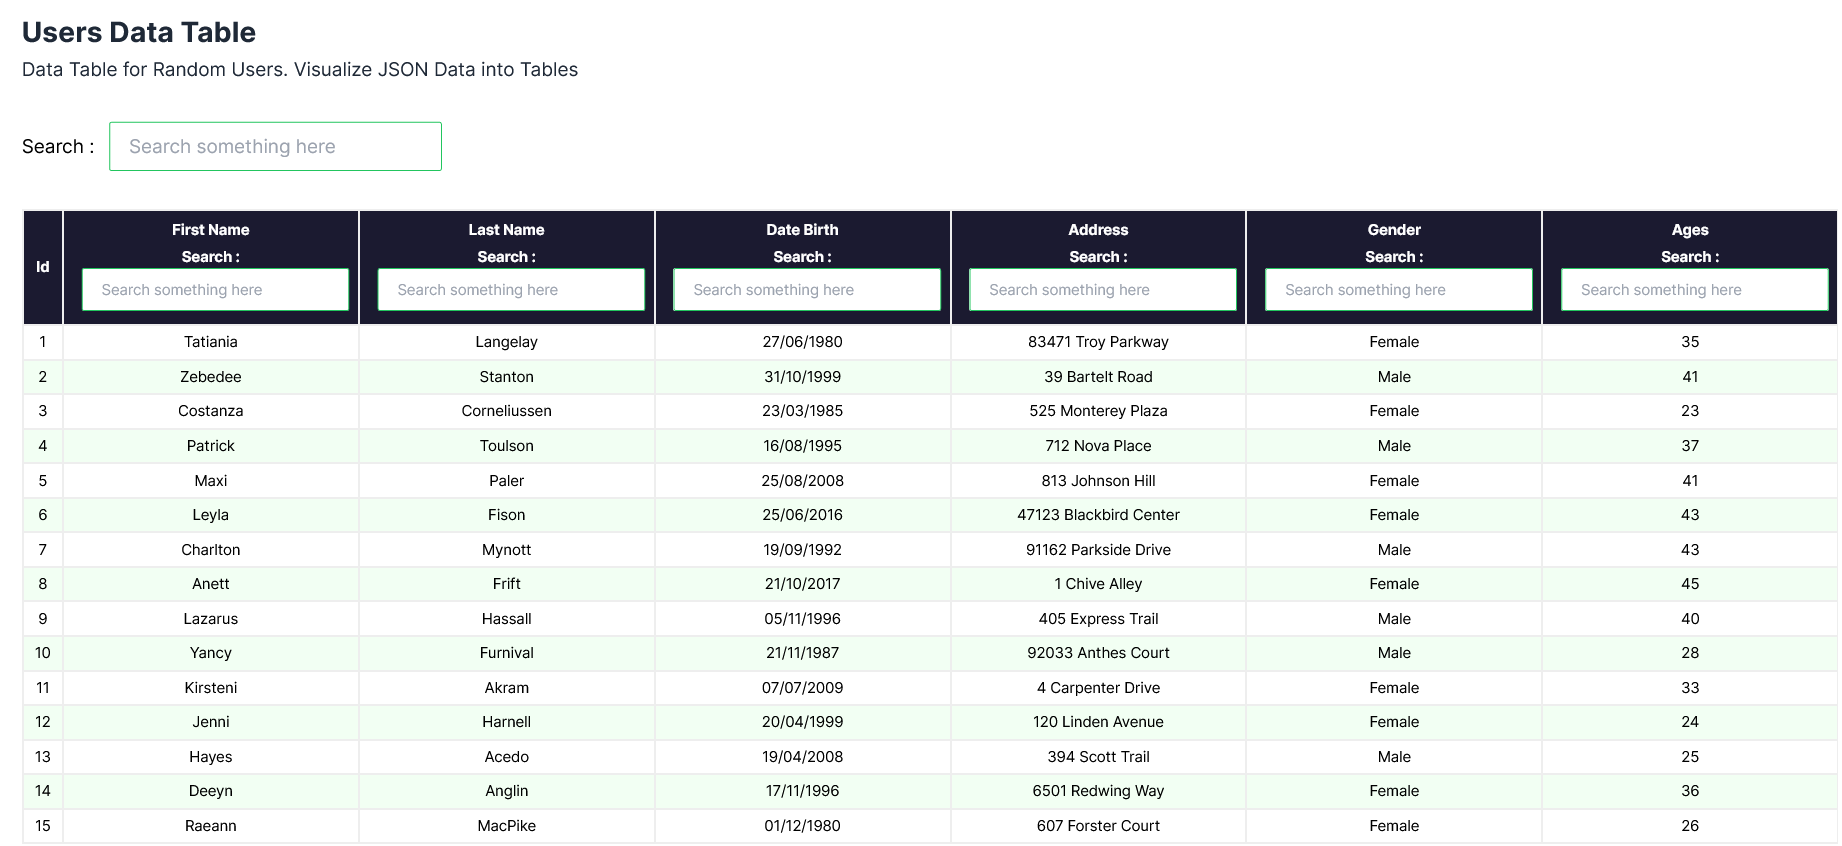 Users Data Table
Data Table for Random Users. Visualize JSON Data into Tables
Search : Search something here
Id First Name Last Name Date Birth Address Gender Ages
Search : Search : Search : Search : Search : Search :
Search something here Search something here Search something here Search something here Search something here Search something here
1 Tatiania Langelay 27/06/1980 83471 Troy Parkway Female 35
2 Zebedee Stanton 31/10/1999 39 Bartelt Road Male 41
3 Costanza Corneliussen 23/03/1985 525 Monterey Plaza Female 23
4 Patrick Toulson 16/08/1995 712 Nova Place Male 37
5 Maxi Paler 25/08/2008 813 Johnson Hill Female 41
6 Leyla Fison 25/06/2016 47123 Blackbird Center Female 43
7 Charlton Mynott 19/09/1992 91162 Parkside Drive Male 43
8 Anett Frift 21/10/2017 1 Chive Alley Female 45
9 Lazarus Hassall 05/11/1996 405 Express Trail Male 40
10 Yancy Furnival 21/11/1987 92033 Anthes Court Male 28
11 Kirsteni Akram 07/07/2009 4 Carpenter Drive Female 33
12 Jenni Harnell 20/04/1999 120 Linden Avenue Female 24
13 Hayes Acedo 19/04/2008 394 Scott Trail Male 25
14 Deeyn Anglin 17/11/1996 6501 Redwing Way Female 36
15 Raeann MacPike 01/12/1980 607 Forster Court Female 26